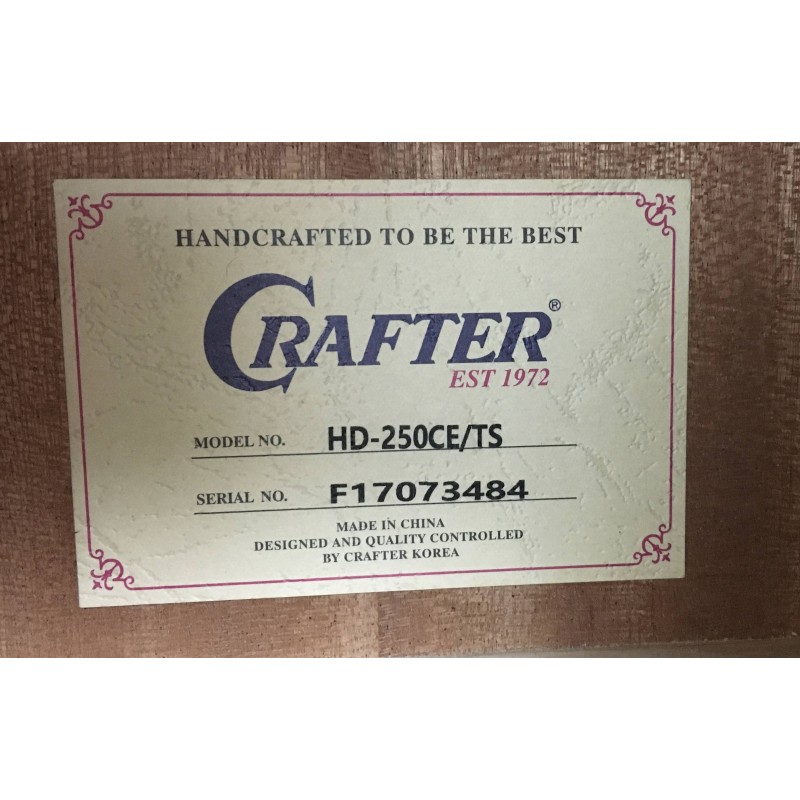 HANDCRAFTED TO BE THE BEST
CRAFTER®
EST 1972
MODEL NO. HD-250CE/TS
SERIAL NO. F17073484
MADE IN CHINA
DESIGNED AND QUALITY CONTROLLED
BY CRAFTER KOREA